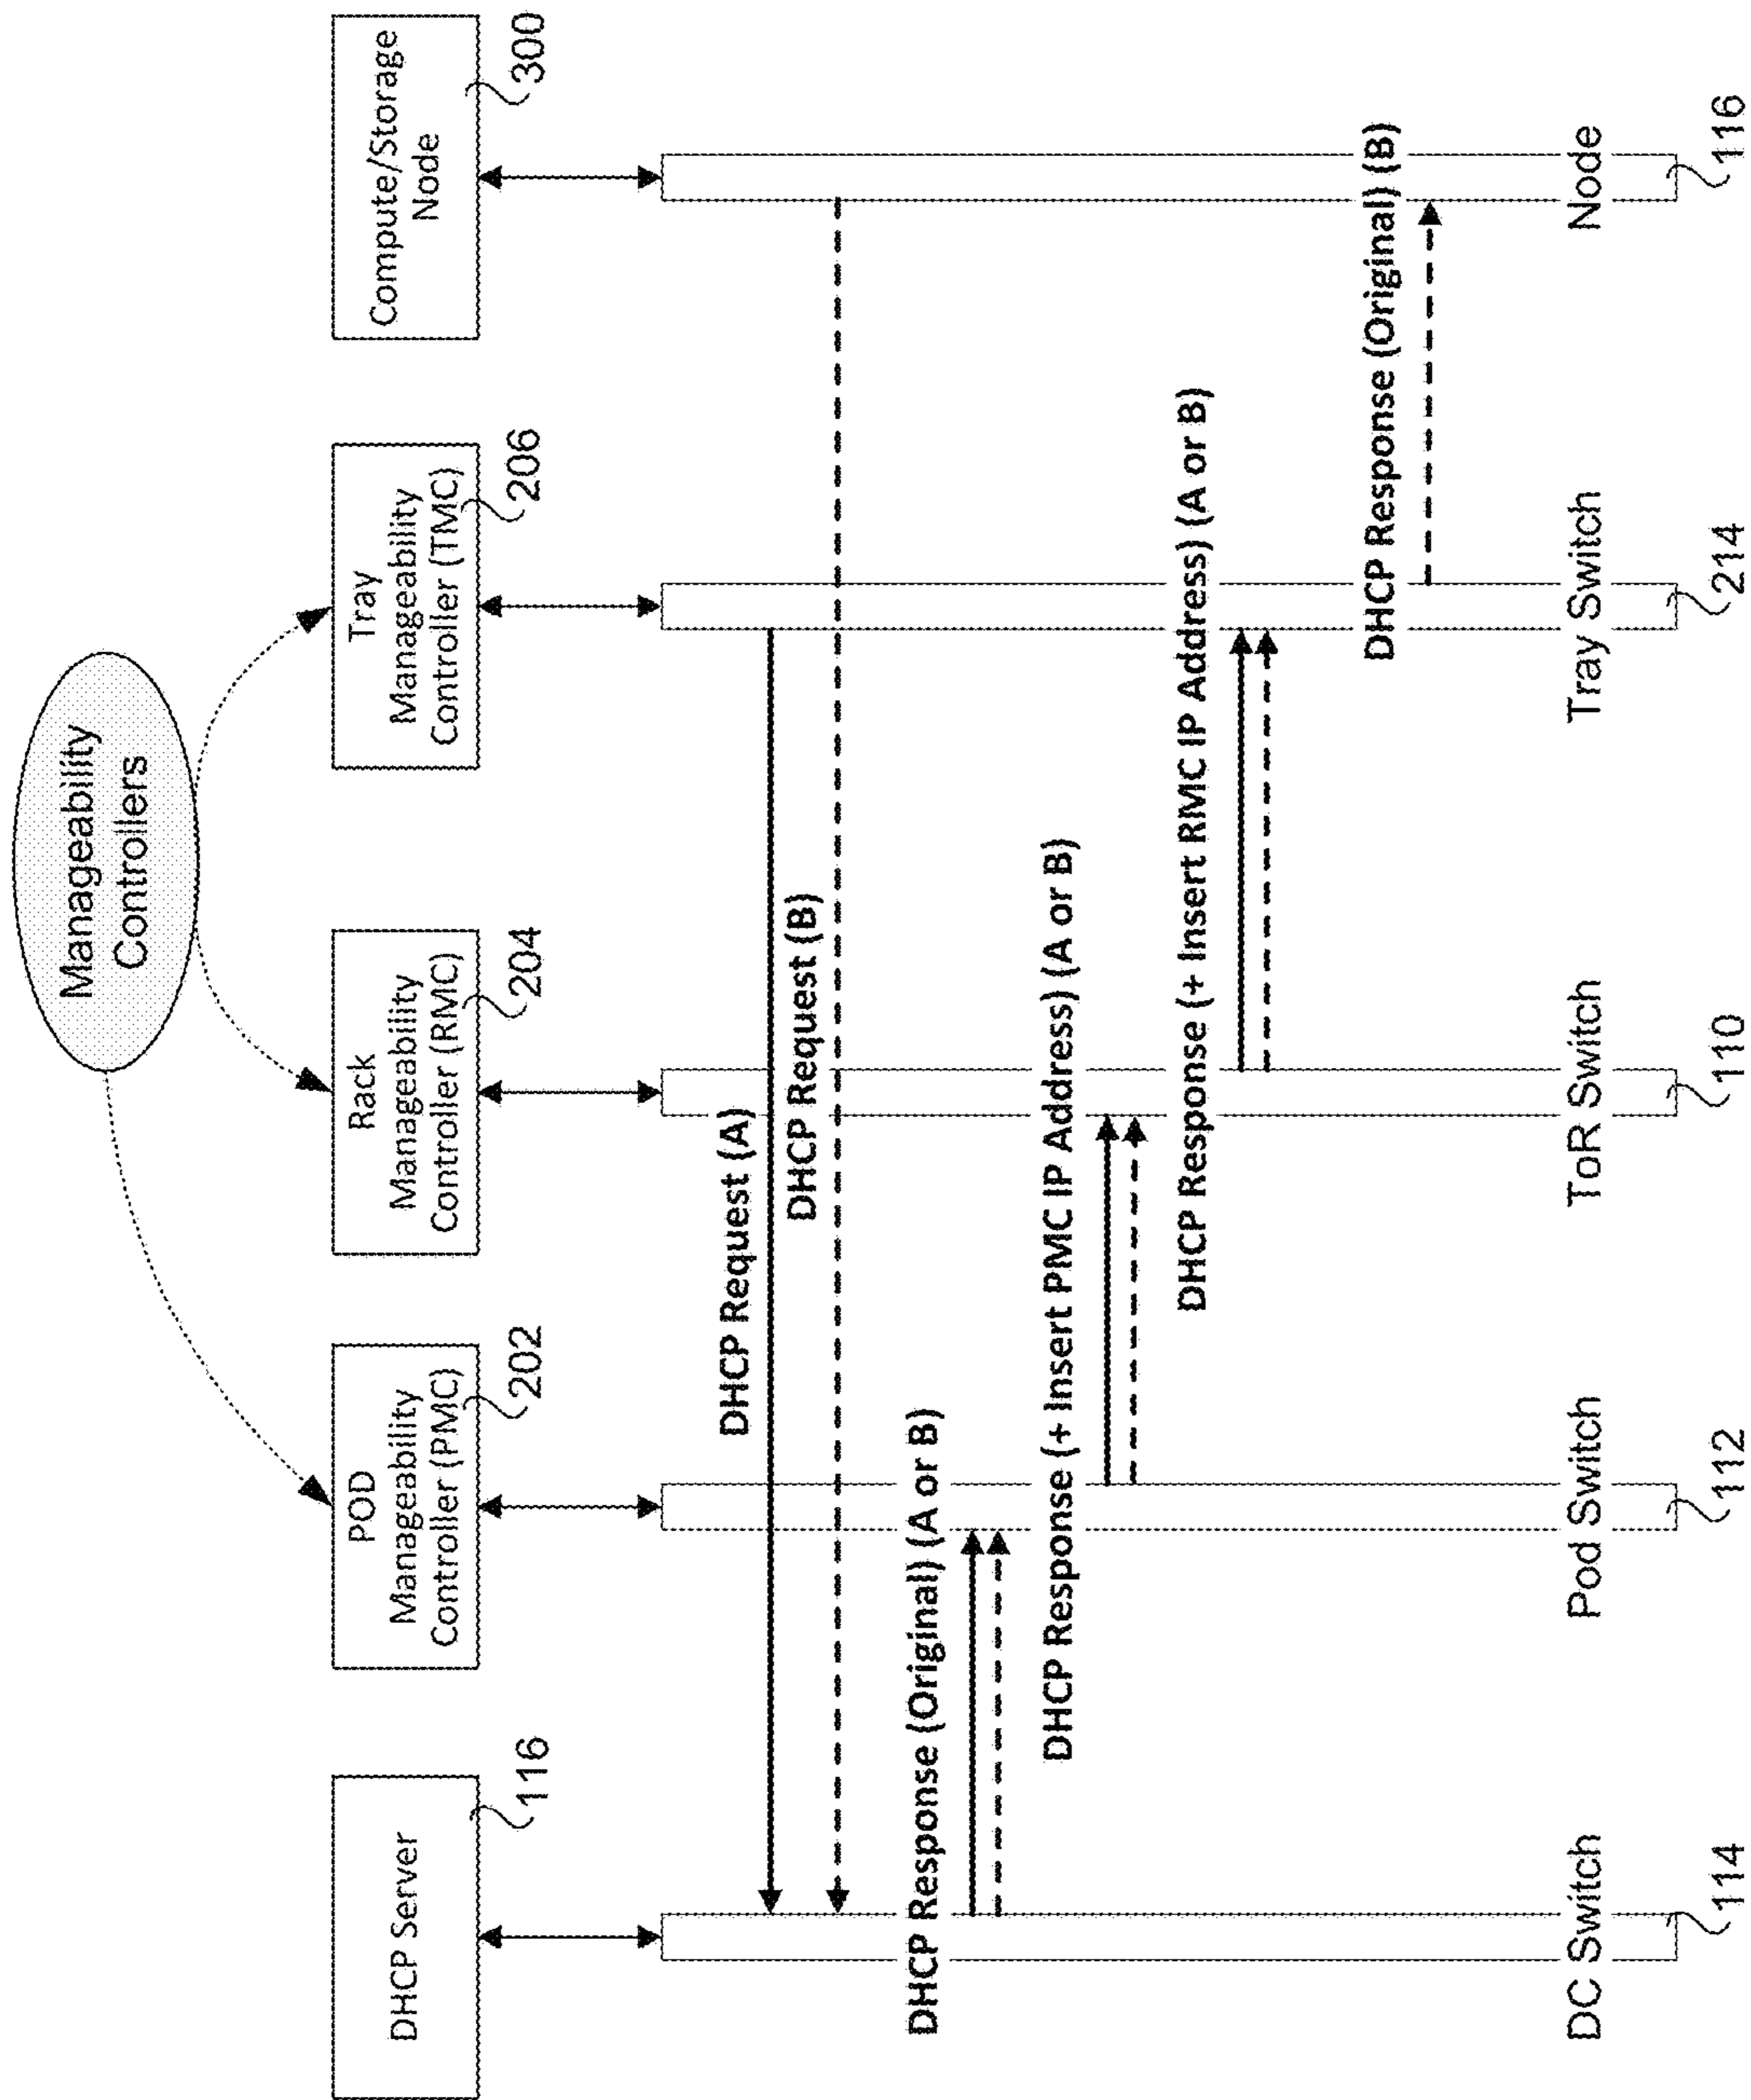 Manageability
Controllers
DHCP Server
116
POD
Manageability
Controller (PMC)
202
Rack
Manageability
Controller (RMC)
204
Tray
Manageability
Controller (TMC)
206
Compute/Storage
Node
300
DHCP Request (A)
DHCP Request (B)
DHCP Response (Original) (A or B)
DHCP Response (+ Insert PMC IP Address) (A or B)
DHCP Response (+ Insert RMC IP Address) (A or B)
DHCP Response (Original) (B)
DC Switch
114
Pod Switch
112
ToR Switch
110
Tray Switch
214
Node
116